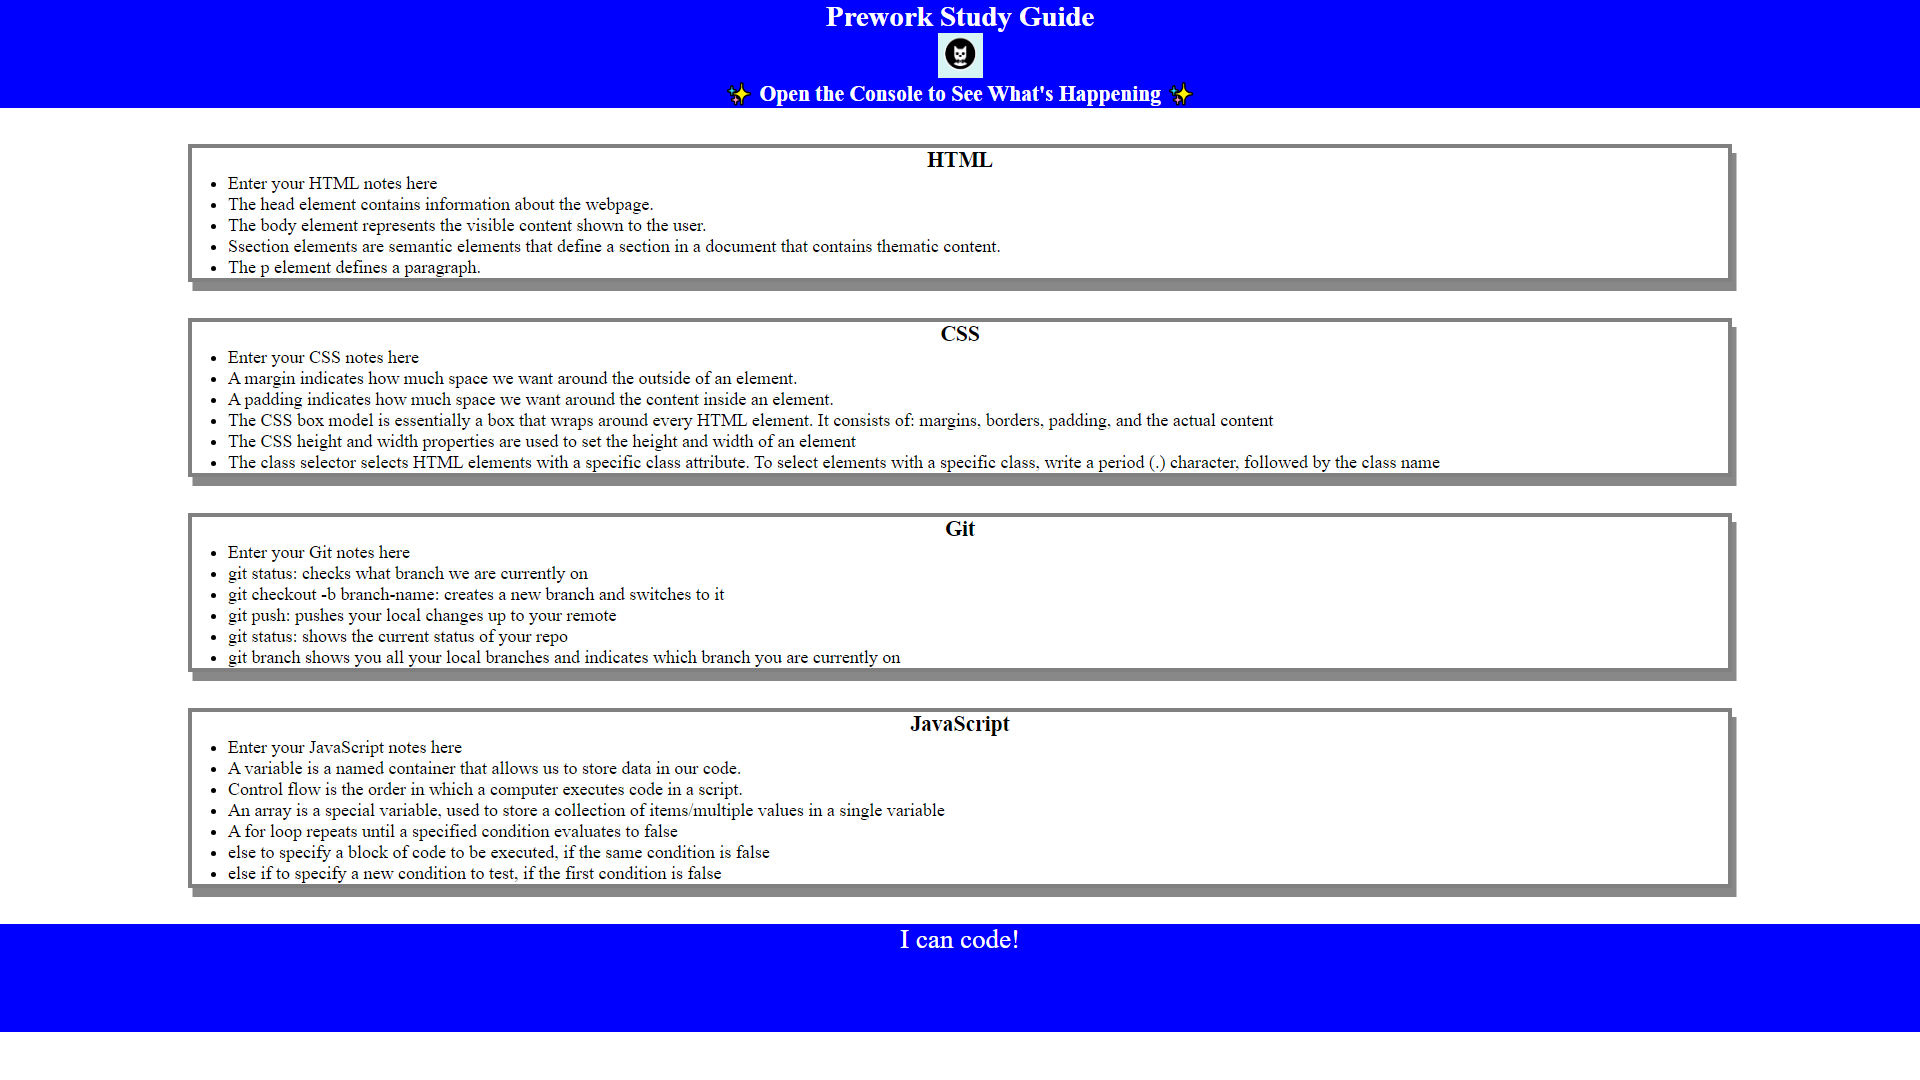 Prework Study Guide
✨ Open the Console to See What's Happening ✨
HTML
Enter your HTML notes here
The head element contains information about the webpage.
The body element represents the visible content shown to the user.
Ssection elements are semantic elements that define a section in a document that contains thematic content.
The p element defines a paragraph.
CSS
Enter your CSS notes here
A margin indicates how much space we want around the outside of an element.
A padding indicates how much space we want around the content inside an element.
The CSS box model is essentially a box that wraps around every HTML element. It consists of: margins, borders, padding, and the actual content
The CSS height and width properties are used to set the height and width of an element
The class selector selects HTML elements with a specific class attribute. To select elements with a specific class, write a period (.) character, followed by the class name
Git
Enter your Git notes here
git status: checks what branch we are currently on
git checkout -b branch-name: creates a new branch and switches to it
git push: pushes your local changes up to your remote
git status: shows the current status of your repo
git branch shows you all your local branches and indicates which branch you are currently on
JavaScript
Enter your JavaScript notes here
A variable is a named container that allows us to store data in our code.
Control flow is the order in which a computer executes code in a script.
An array is a special variable, used to store a collection of items/multiple values in a single variable
A for loop repeats until a specified condition evaluates to false
else to specify a block of code to be executed, if the same condition is false
else if to specify a new condition to test, if the first condition is false
I can code!